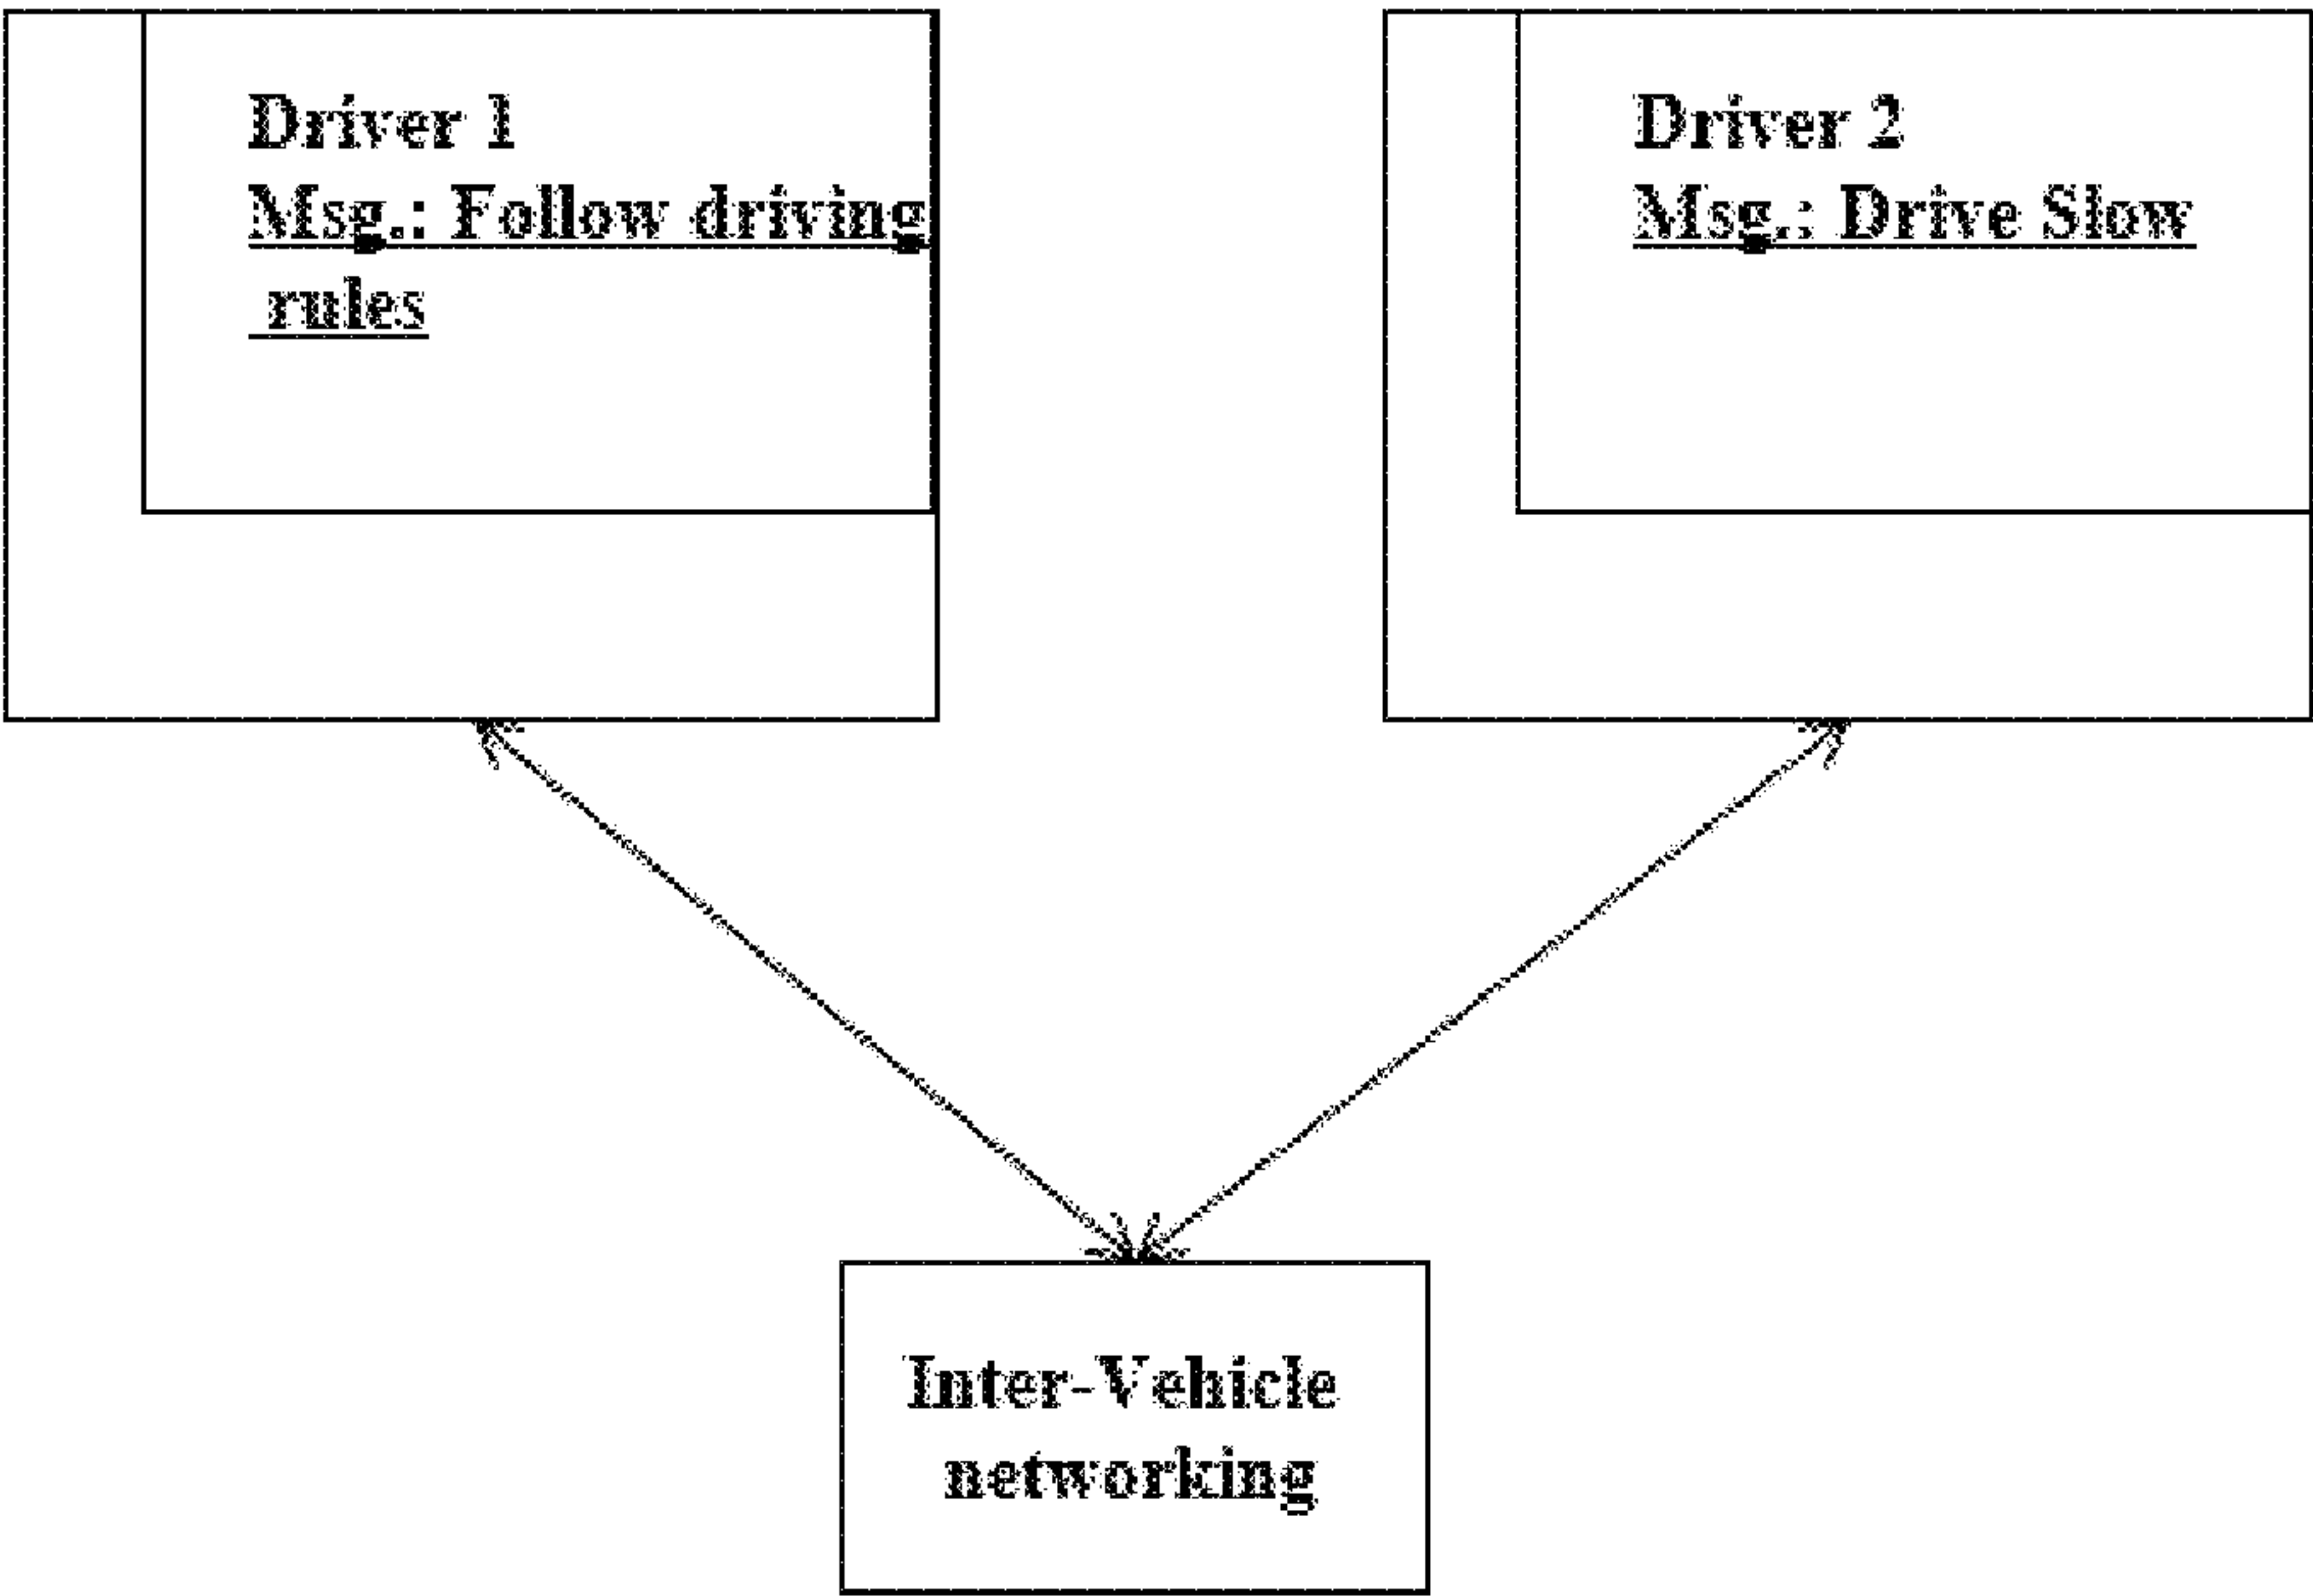 Driver 1
Msg.: Follow driving
rules
Driver 2
Msg.: Drive Slow
Inter-Vehicle
networking